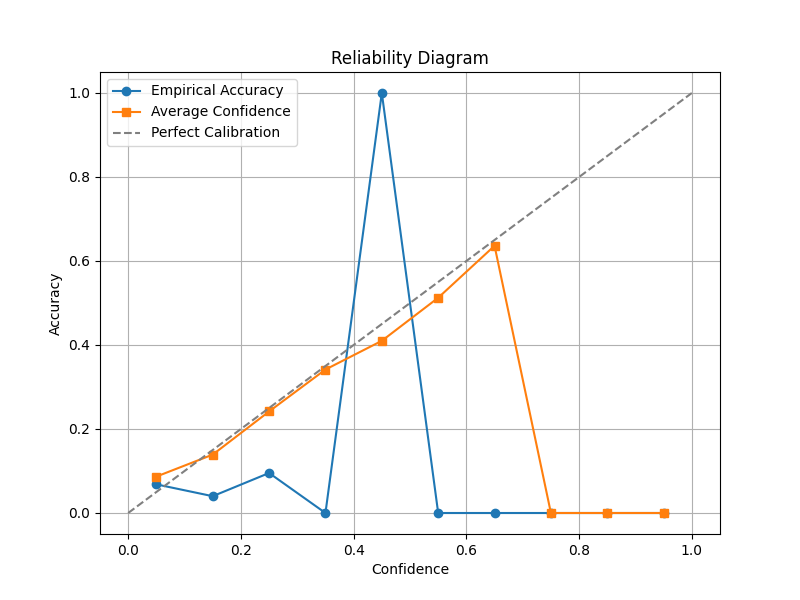 Reliability Diagram
Empirical Accuracy
Average Confidence
Perfect Calibration
Accuracy
1.0
0.8
0.6
0.4
0.2
0.0
0.0 0.2 0.4 0.6 0.8 1.0
Confidence